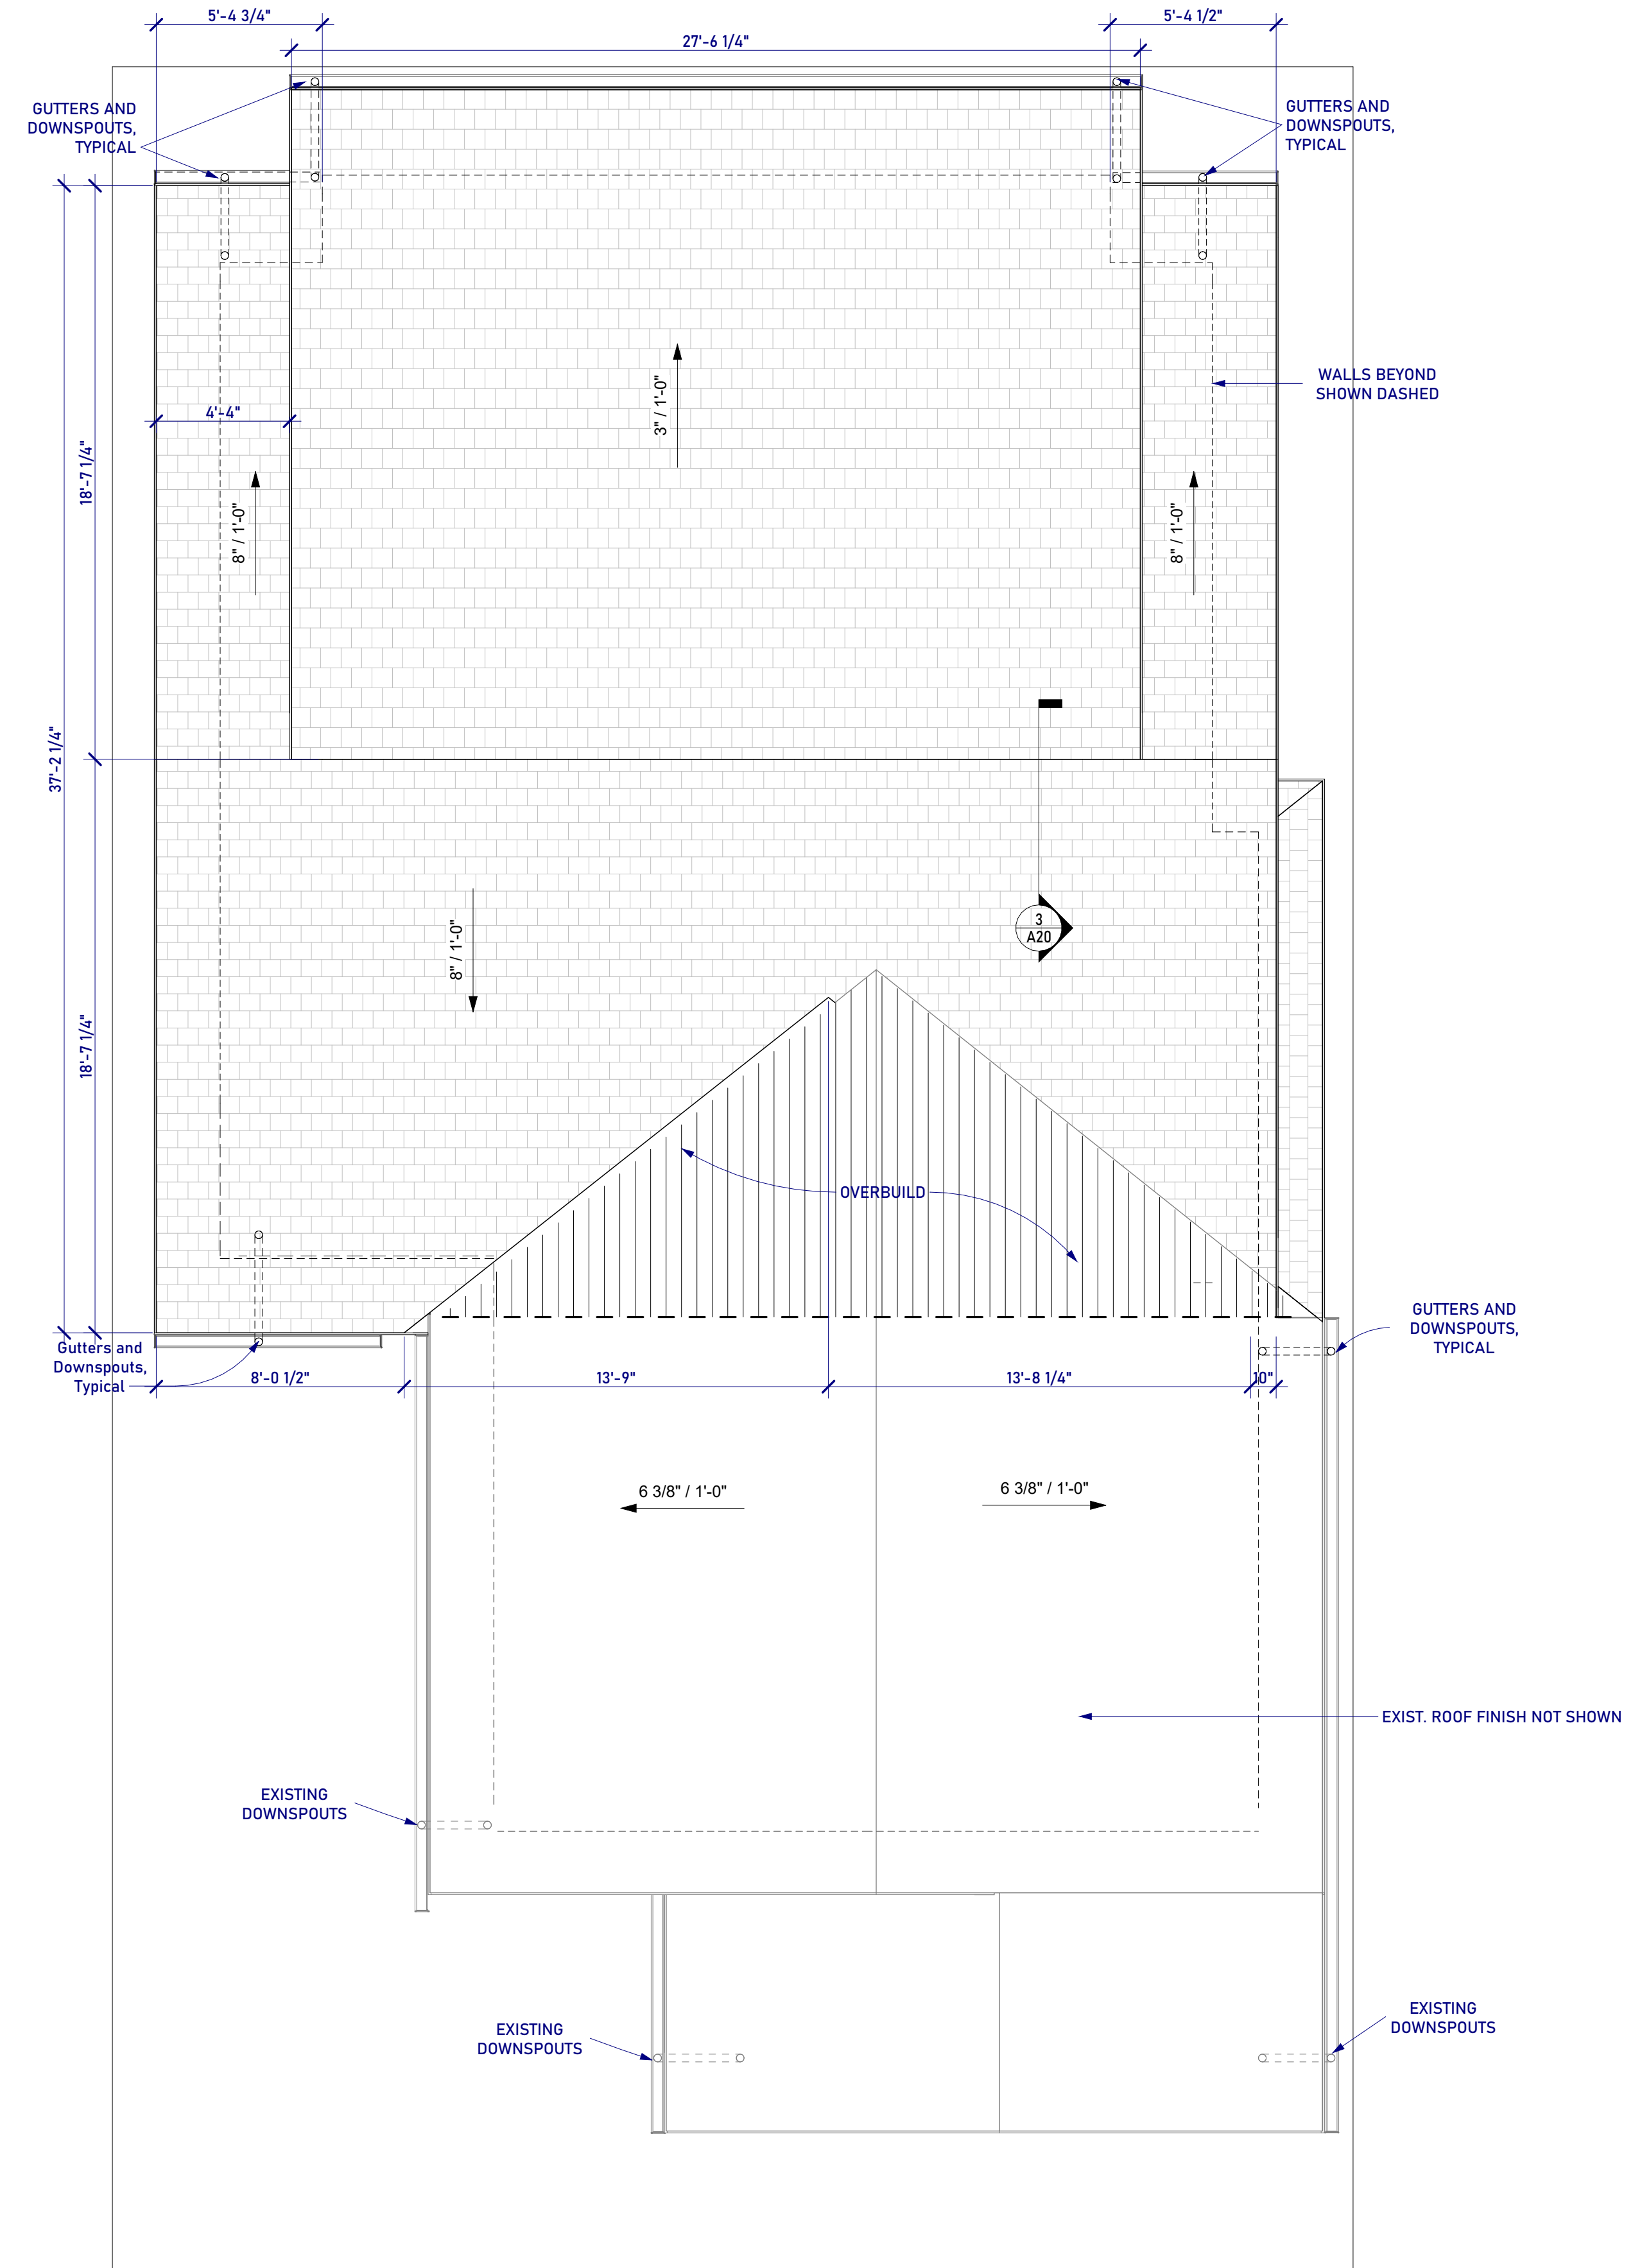 5'-4 3/4"
5'-4 1/2"
27'-6 1/4"
GUTTERS AND
DOWNSPOUTS,
TYPICAL
GUTTERS AND
DOWNSPOUTS,
TYPICAL
WALLS BEYOND
SHOWN DASHED
3" / 1'-0"
4'-4"
18'-7 1/4"
8" / 1'-0"
8" / 1'-0"
37'-2 1/4"
3
A20
8" / 1'-0"
18'-7 1/4"
OVERBUILD
GUTTERS AND
DOWNSPOUTS,
TYPICAL
Gutters and
Downspouts,
Typical
8'-0 1/2"
13'-9"
13'-8 1/4"
10"
6 3/8" / 1'-0"
6 3/8" / 1'-0"
EXIST. ROOF FINISH NOT SHOWN
EXISTING
DOWNSPOUTS
EXISTING
DOWNSPOUTS
EXISTING
DOWNSPOUTS